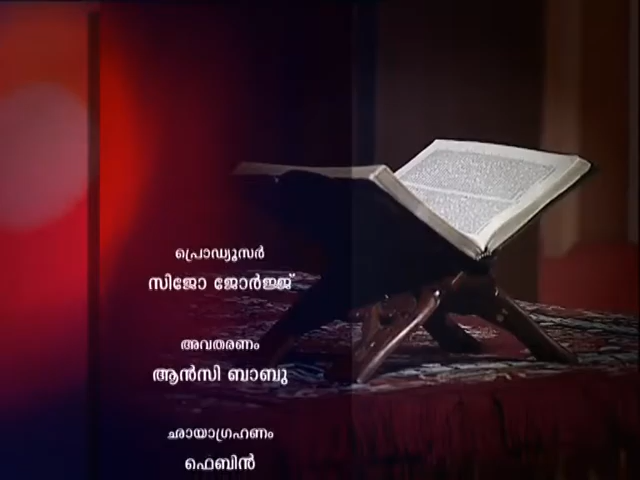 പ്രൊഡ്യൂസർ
സിജോ ജോർജ്ജ്
അവതരണം
ആൻസി ബാബു
ഛായാഗ്രഹണം
ഫെബിൻ